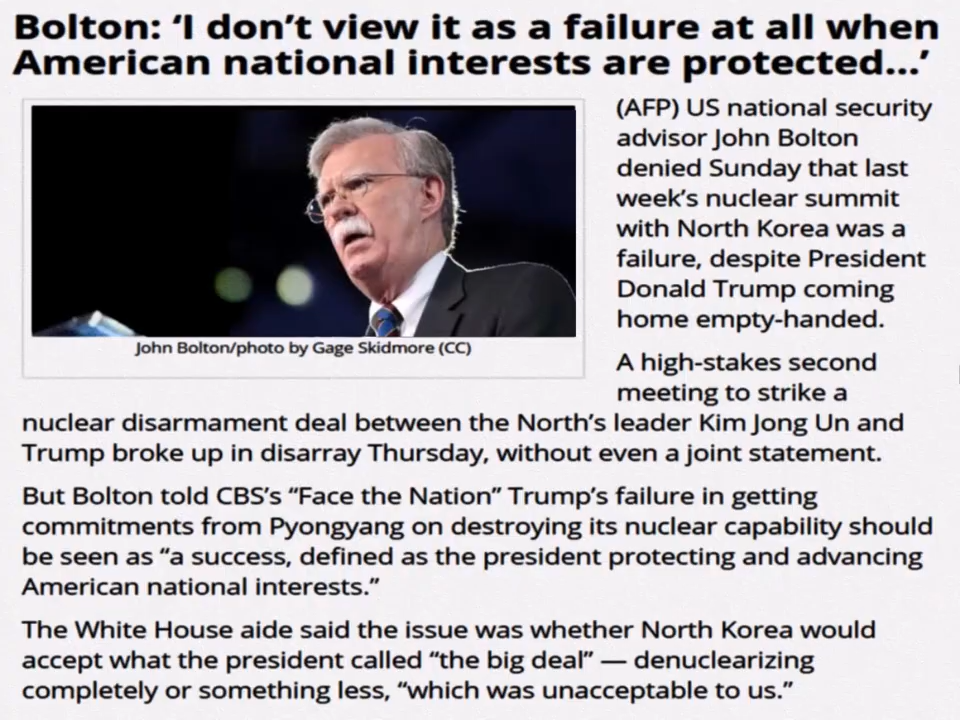 Bolton: ‘I don’t view it as a failure at all when
American national interests are protected...’
John Bolton/photo by Gage Skidmore (CC)
(AFP) US national security
advisor John Bolton
denied Sunday that last
week’s nuclear summit
with North Korea was a
failure, despite President
Donald Trump coming
home empty-handed.
A high-stakes second
meeting to strike a
nuclear disarmament deal between the North’s leader Kim Jong Un and
Trump broke up in disarray Thursday, without even a joint statement.
But Bolton told CBS’s “Face the Nation” Trump’s failure in getting
commitments from Pyongyang on destroying its nuclear capability should
be seen as “a success, defined as the president protecting and advancing
American national interests.”
The White House aide said the issue was whether North Korea would
accept what the president called “the big deal” — denuclearizing
completely or something less, “which was unacceptable to us.”